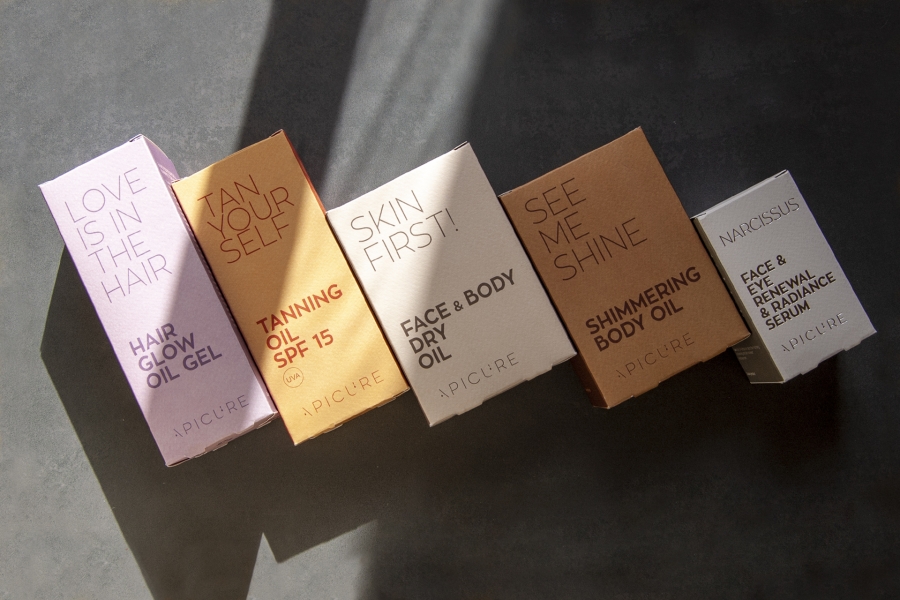 LOVE
IS IN
THE
HAIR
HAIR
GLOW
OIL GEL
APICURE
TAN
YOUR
SELF
TANNING
OIL
SPF 15
UVA
APICURE
SKIN
FIRST!
FACE & BODY
DRY
OIL
APICURE
SEE
ME
SHINE
SHIMMERING
BODY OIL
APICURE
NARCISSUS
FACE &
EYE
RENEWAL
& RADIANCE
SERUM
APICURE